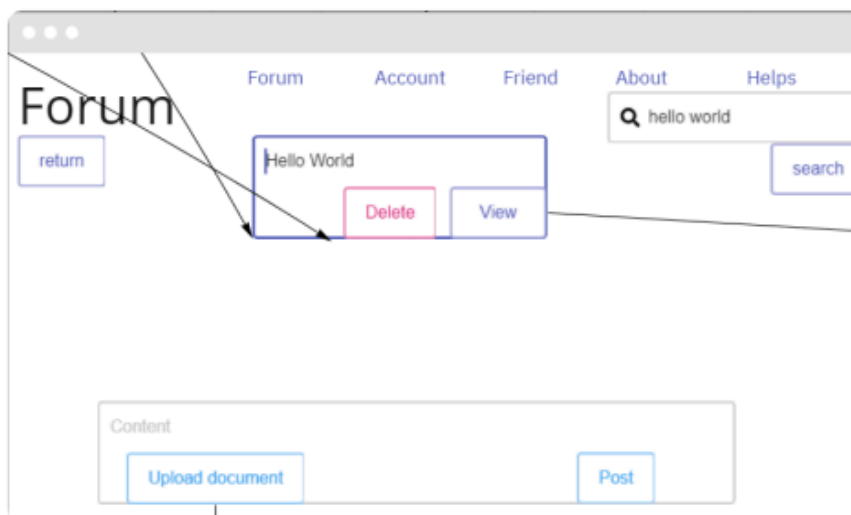 Forum Account Friend About Helps
Forum
hello world
return
Hello World
search
Delete View
Content
Upload document Post